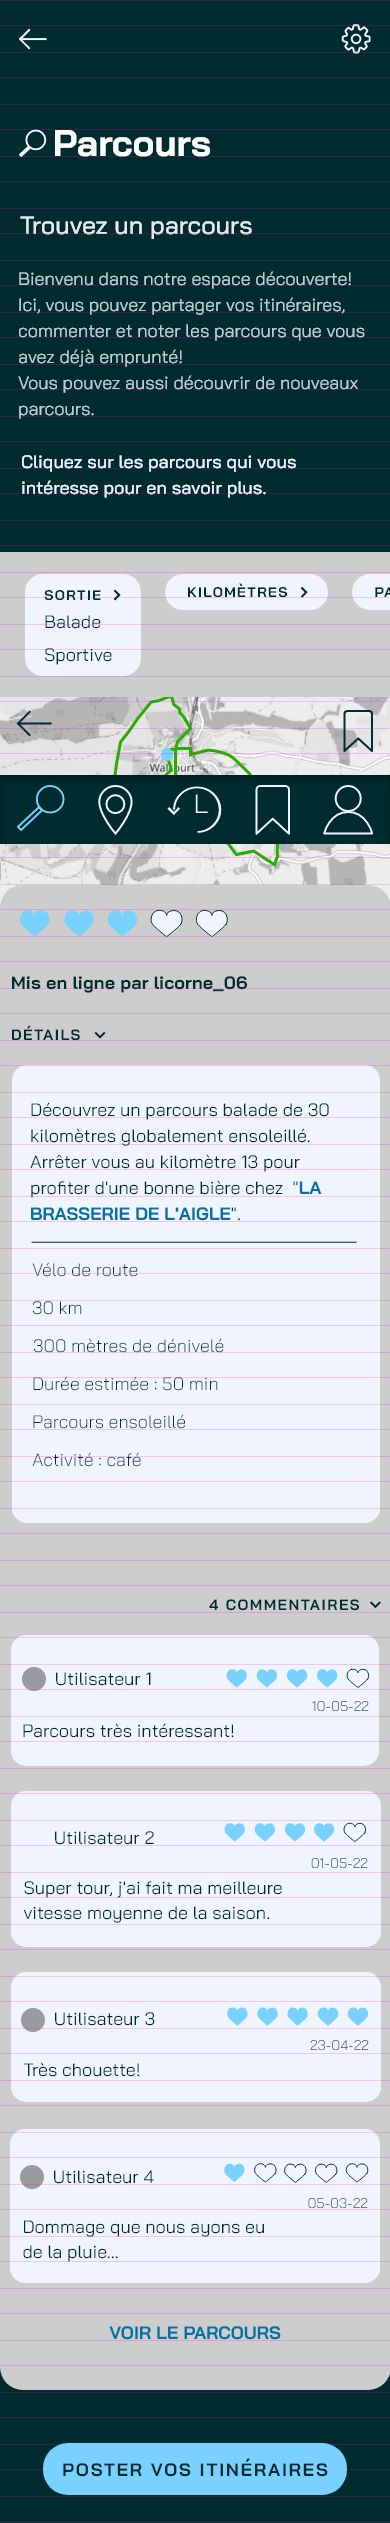 Parcours
Trouvez un parcours
Bienvenu dans notre espace découverte!
Ici, vous pouvez partager vos itinéraires,
commenter et noter les parcours que vous
avez déjà emprunté!
Vous pouvez aussi découvrir de nouveaux
parcours.
Cliquez sur les parcours qui vous
intéresse pour en savoir plus.
SORTIE
KILOMÈTRES
PA
Balade
Sportive
Mis en ligne par licorne_06
DÉTAILS
Découvrez un parcours balade de 30
kilomètres globalement ensoleillé.
Arrêter vous au kilomètre 13 pour
profiter d'une bonne bière chez "LA
BRASSERIE DE L'AIGLE".
Vélo de route
30 km
300 mètres de dénivelé
Durée estimée : 50 min
Parcours ensoleillé
Activité : café
4 COMMENTAIRES
Utilisateur 1
10-05-22
Parcours très intéressant!
Utilisateur 2
01-05-22
Super tour, j'ai fait ma meilleure
vitesse moyenne de la saison.
Utilisateur 3
23-04-22
Très chouette!
Utilisateur 4
05-03-22
Dommage que nous ayons eu
de la pluie...
VOIR LE PARCOURS
POSTER VOS ITINÉRAIRES